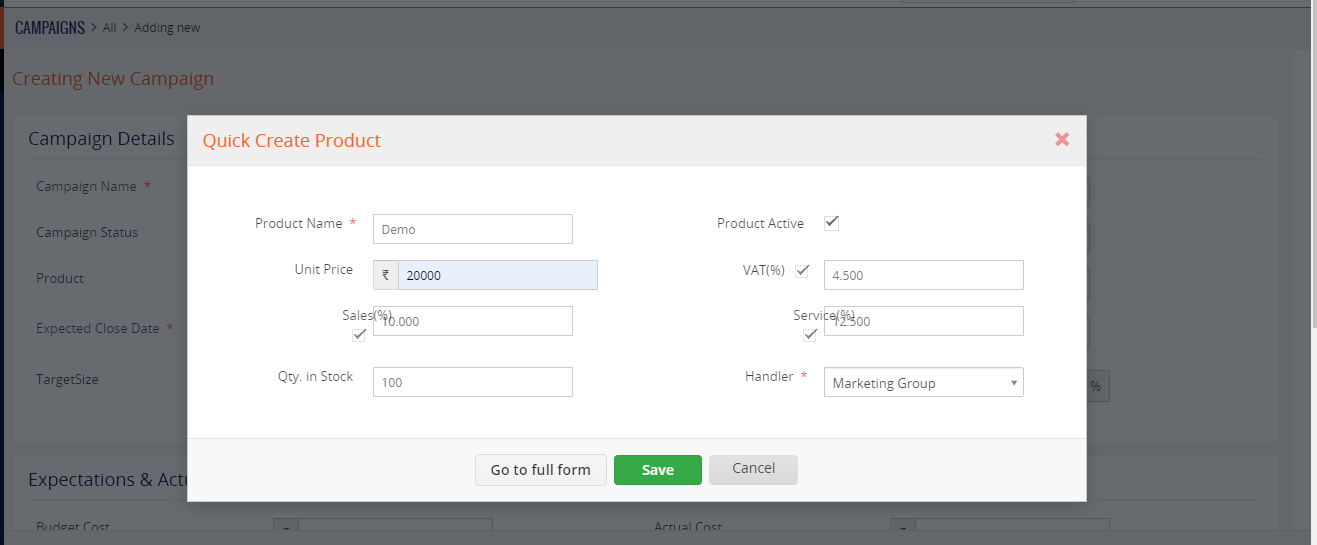 CAMPAIGNS > All > Adding new
Creating New Campaign
Campaign Details
Campaign Name *
Campaign Status
Product
Expected Close Date *
TargetSize
%
Quick Create Product
Product Name * Demo
Product Active
Unit Price ₹ 20000
VAT(%) 4.500
Sales(%) 10.000
Service(%) 12.500
Qty. in Stock 100
Handler * Marketing Group
Go to full form Save Cancel
Expectations &
Budget Cost
Actual Cost